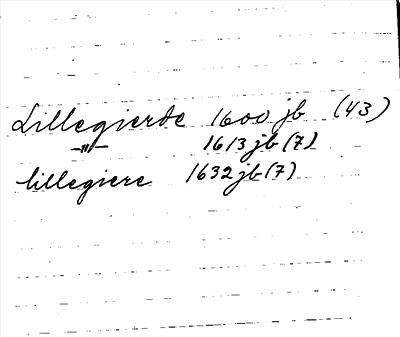 Lillegierde 1600 jb (43)
—"— 1613 jb (7)
lillegiere 1632 jb (7)